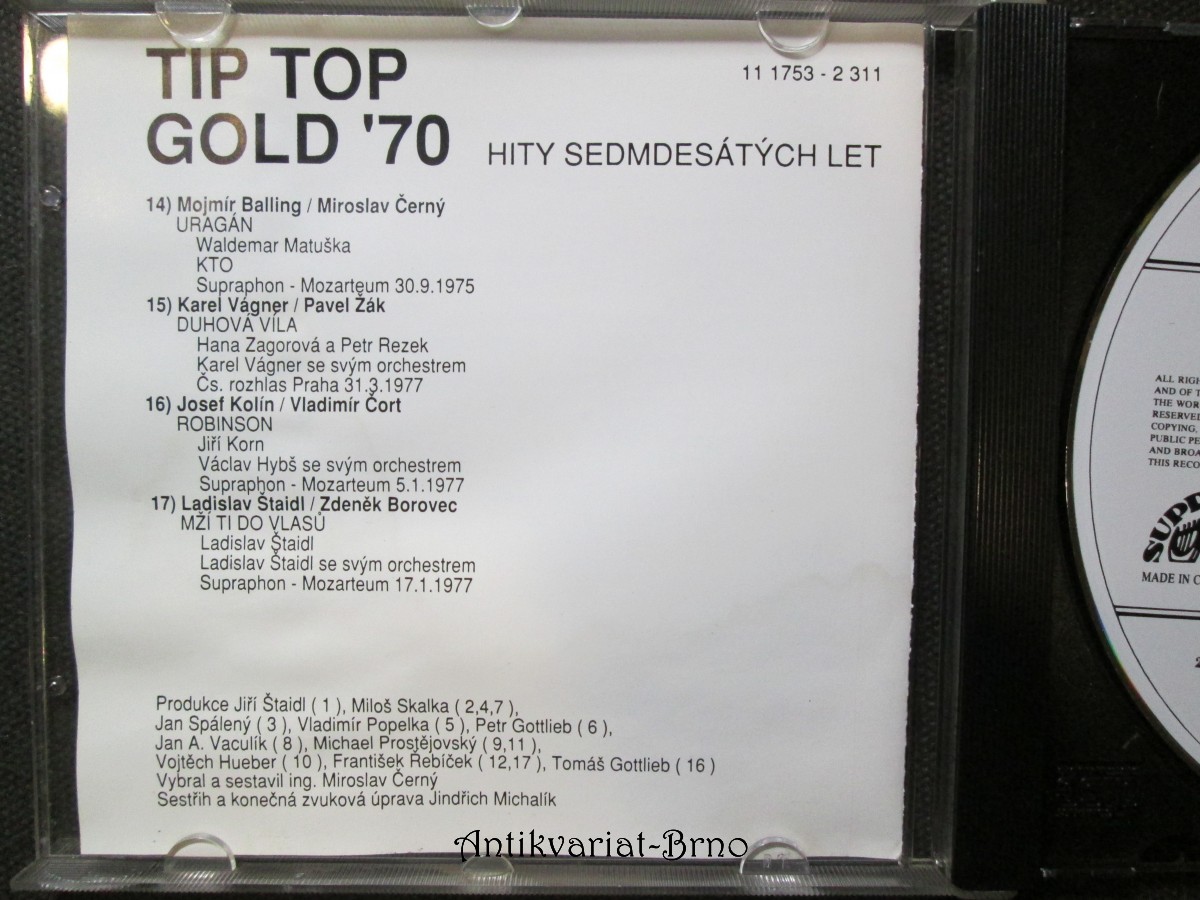 TIP TOP
GOLD '70
11 1753 - 2 311
HITY SEDMDESÁTÝCH LET
14) Mojmír Balling / Miroslav Černý
URAGÁN
Waldemar Matuška
KTO
Supraphon - Mozarteum 30.9.1975
15) Karel Vágner / Pavel Žák
DUHOVÁ VÍLA
Hana Zagorová a Petr Rezek
Karel Vágner se svým orchestrem
Čs. rozhlas Praha 31.3.1977
16) Josef Kolín / Vladimír Čort
ROBINSON
Jiří Korn
Václav Hybš se svým orchestrem
Supraphon - Mozarteum 5.1.1977
17) Ladislav Štaidl / Zdeněk Borovec
MŽÍ TI DO VLASŮ
Ladislav Štaidl
Ladislav Štaidl se svým orchestrem
Supraphon - Mozarteum 17.1.1977
Produkce Jiří Štaidl ( 1 ), Miloš Skalka ( 2,4,7 ),
Jan Spálený ( 3 ), Vladimír Popelka ( 5 ), Petr Gottlieb ( 6 ),
Jan A. Vaculík ( 8 ), Michael Prostějovský ( 9,11 ),
Vojtěch Hueber ( 10 ), František Řebíček ( 12,17 ), Tomáš Gottlieb ( 16 )
Vybral a sestavil ing. Miroslav Černý
Sestřih a konečná zvuková úprava Jindřich Michalík
Antikvariat-Brno
ALL RIGH
AND OF T
THE WOR
RESERVED
COPYING,
PUBLIC PE
AND BROA
THIS RECO
SUP
MADE IN C